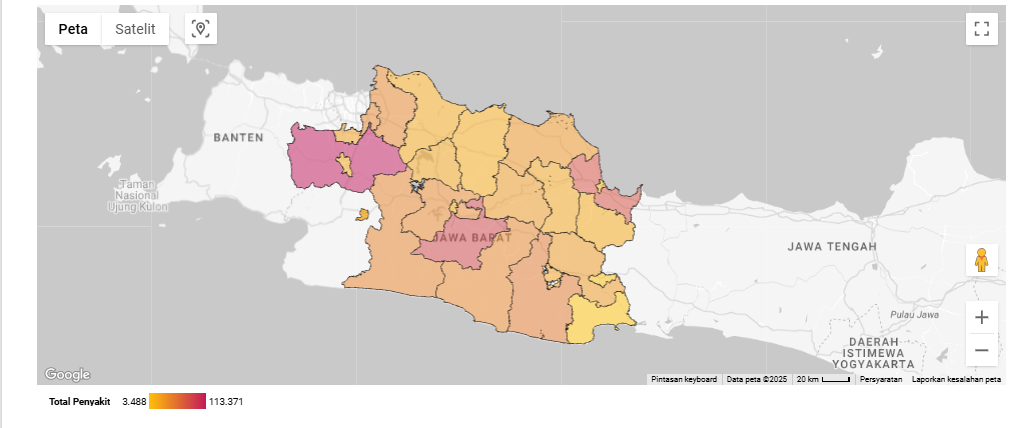 Peta
Satelit
BANTEN
Taman
Nasional
Ujung Kulon
JAWA BARAT
JAWA TENGAH
Pulau Jawa
DAERAH
ISTIMEWA
YOGYAKARTA
Google
Pintasan keyboard
Data peta ©2025
20 km
Persyaratan
Laporkan kesalahan peta
Total Penyakit 3.488 113.371